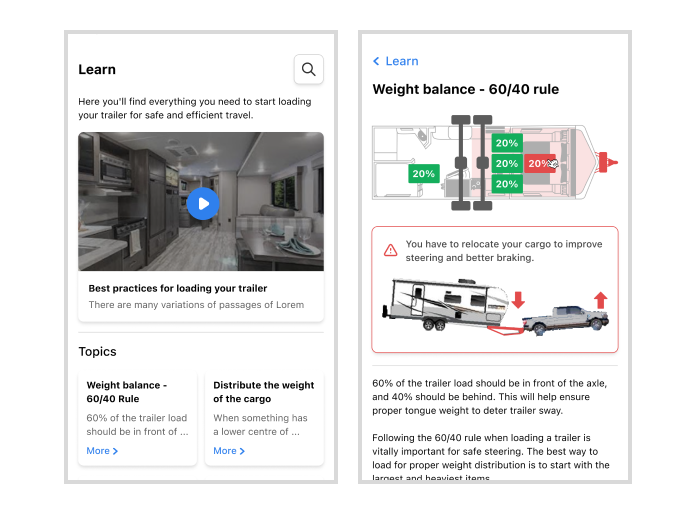 Learn
Here you'll find everything you need to start loading
your trailer for safe and efficient travel.
Best practices for loading your trailer
There are many variations of passages of Lorem
Topics
Weight balance -
60/40 Rule
60% of the trailer load
should be in front of ...
More >
Distribute the weight
of the cargo
When something has
a lower centre of ...
More >
< Learn
Weight balance - 60/40 rule
20%
20%
20%
20%
20%
You have to relocate your cargo to improve
steering and better braking.
60% of the trailer load should be in front of the axle,
and 40% should be behind. This will help ensure
proper tongue weight to deter trailer sway.
Following the 60/40 rule when loading a trailer is
vitally important for safe steering. The best way to
load for proper weight distribution is to start with the
largest and heaviest items